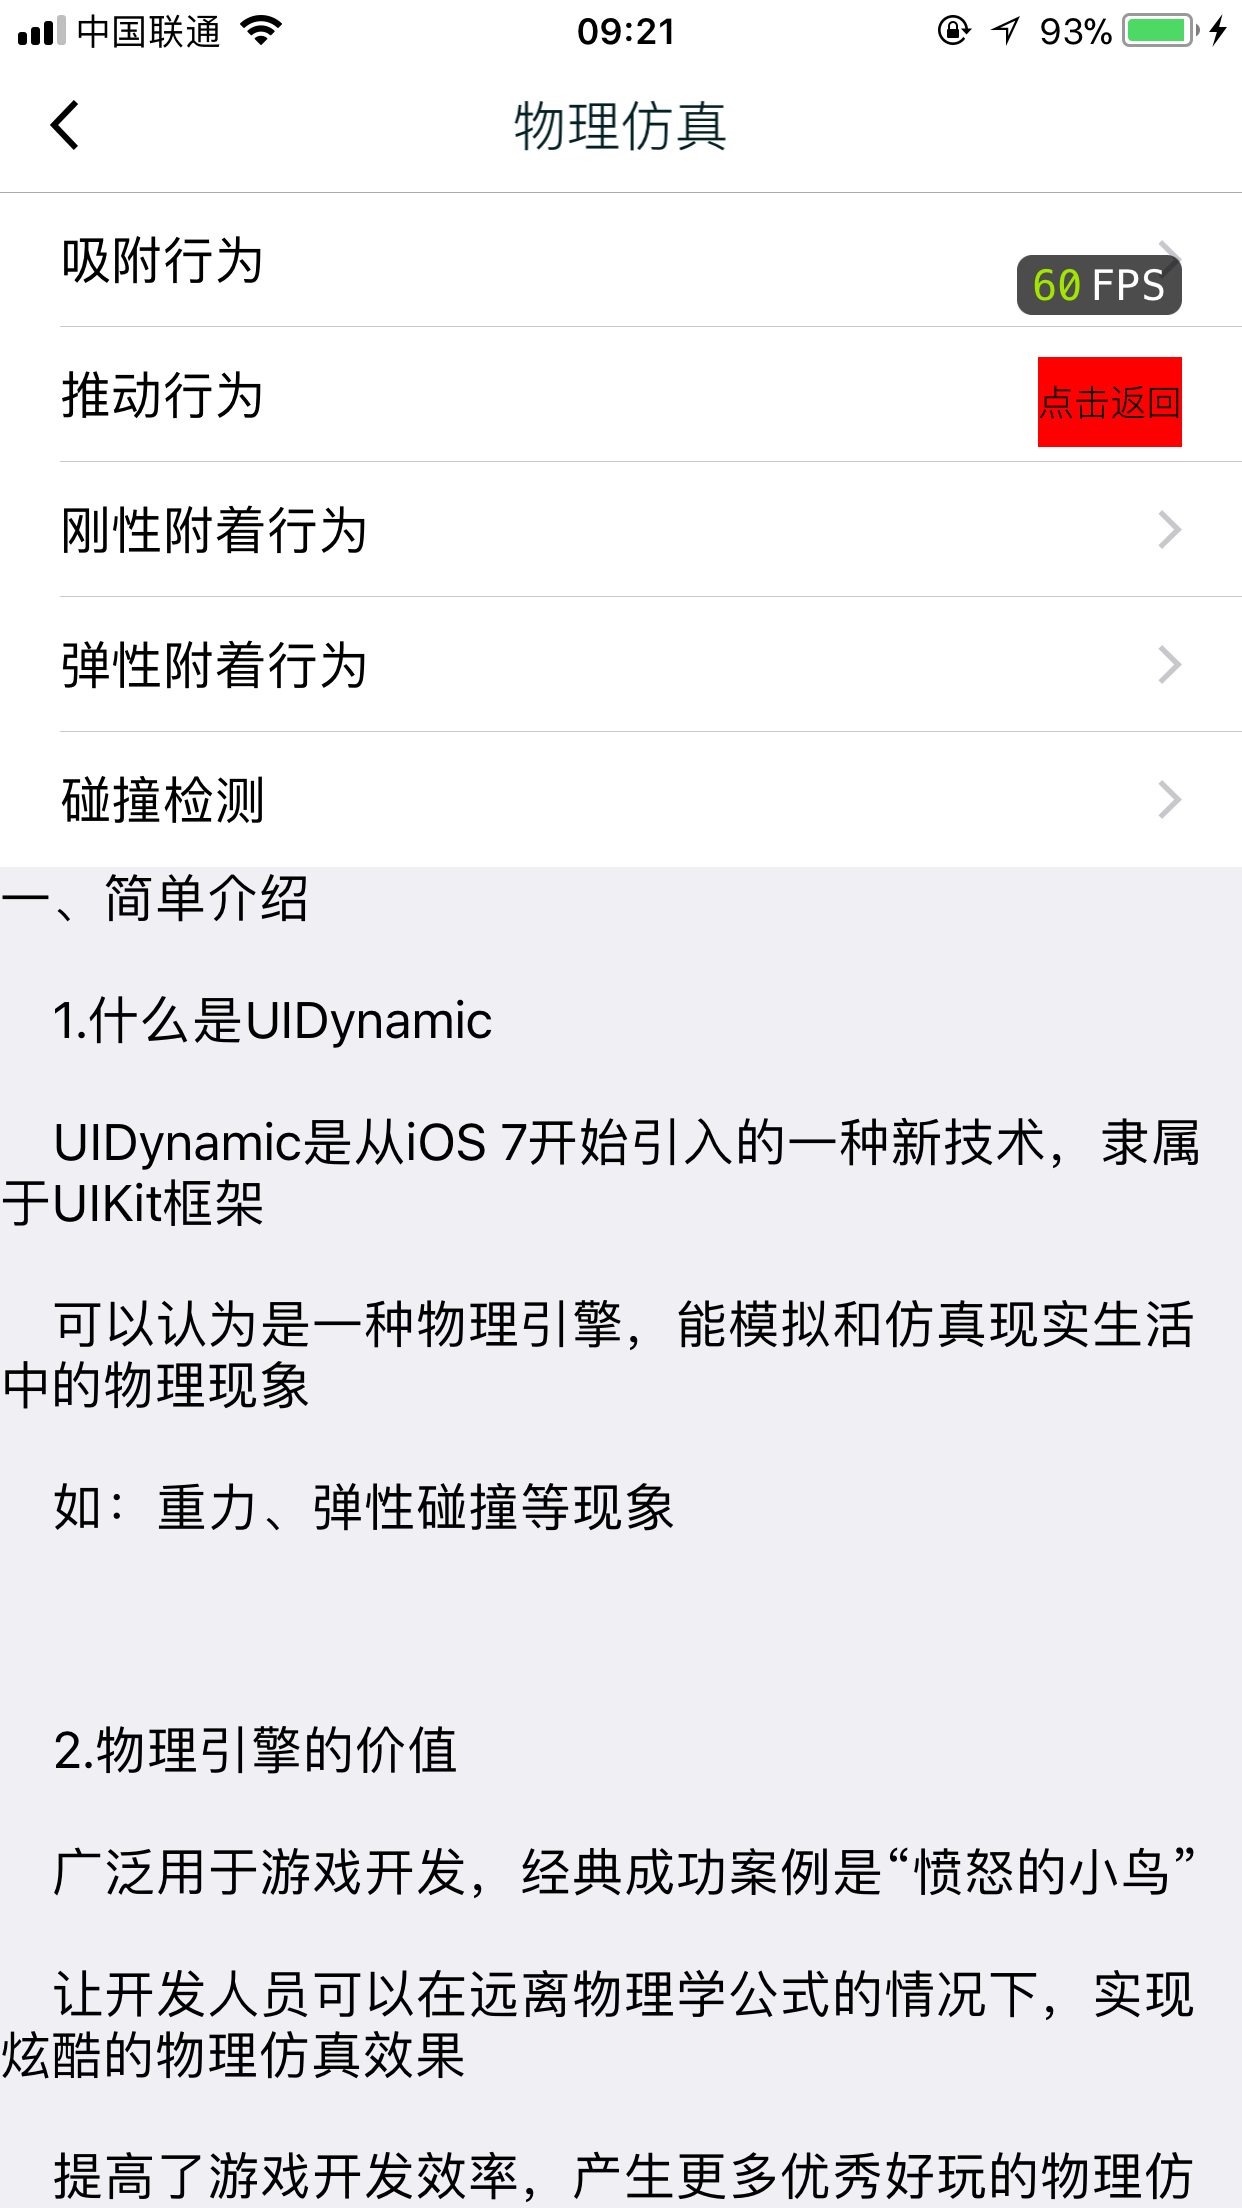 中国联通 09:21 93%
物理仿真
吸附行为
60 FPS
推动行为
点击返回
刚性附着行为
弹性附着行为
碰撞检测
一、简单介绍
1.什么是UIDynamic
UIDynamic是从iOS 7开始引入的一种新技术，隶属
于UIKit框架
可以认为是一种物理引擎，能模拟和仿真现实生活
中的物理现象
如：重力、弹性碰撞等现象
2.物理引擎的价值
广泛用于游戏开发，经典成功案例是“愤怒的小鸟”
让开发人员可以在远离物理学公式的情况下，实现
炫酷的物理仿真效果
提高了游戏开发效率，产生更多优秀好玩的物理仿